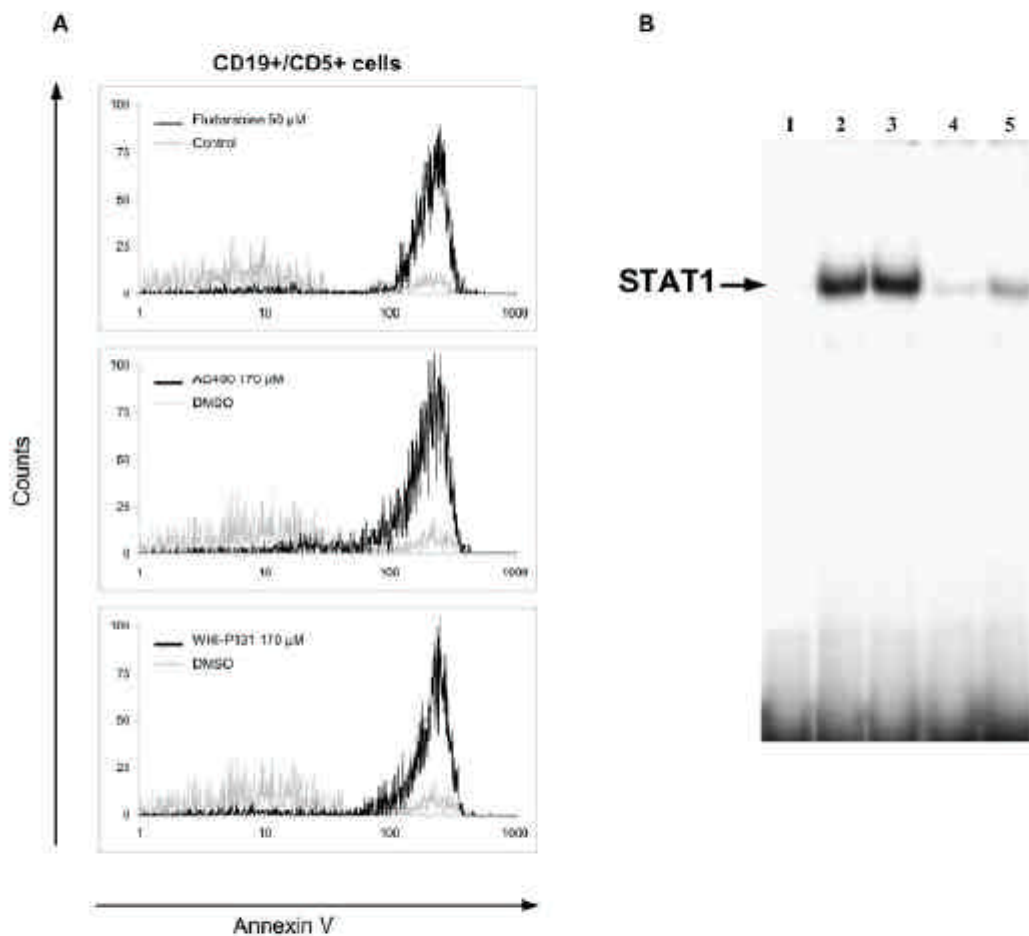 A
B
CD19+/CD5+ cells
100
75
50
25
0
Fludarabine 50 µM
Control
1 10 100 1000
100
75
50
25
0
AG490 170 µM
DMSO
1 10 100 1000
100
75
50
25
0
WHI-P131 170 µM
DMSO
1 10 100 1000
Counts
Annexin V
1 2 3 4 5
STAT1